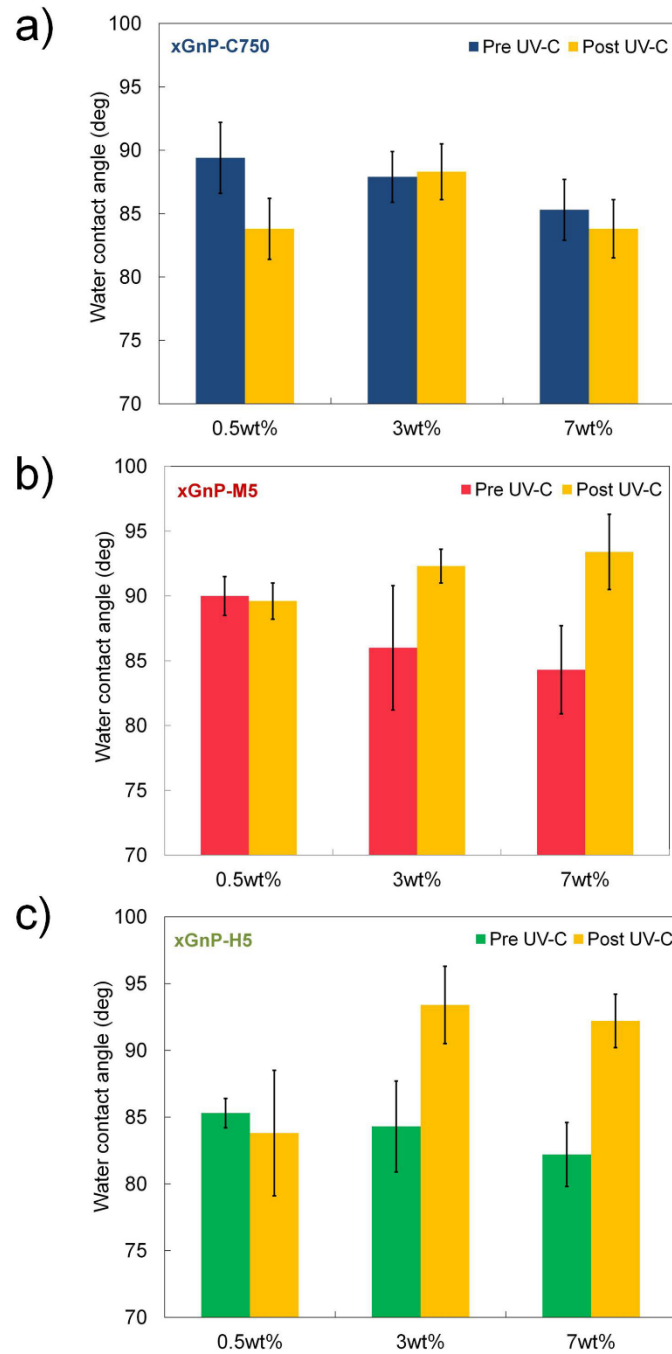 a)
xGnP-C750
Pre UV-C Post UV-C
Water contact angle (deg)
100
95
90
85
80
75
70
0.5wt% 3wt% 7wt%
b)
xGnP-M5
Pre UV-C Post UV-C
Water contact angle (deg)
100
95
90
85
80
75
70
0.5wt% 3wt% 7wt%
c)
xGnP-H5
Pre UV-C Post UV-C
Water contact angle (deg)
100
95
90
85
80
75
70
0.5wt% 3wt% 7wt%